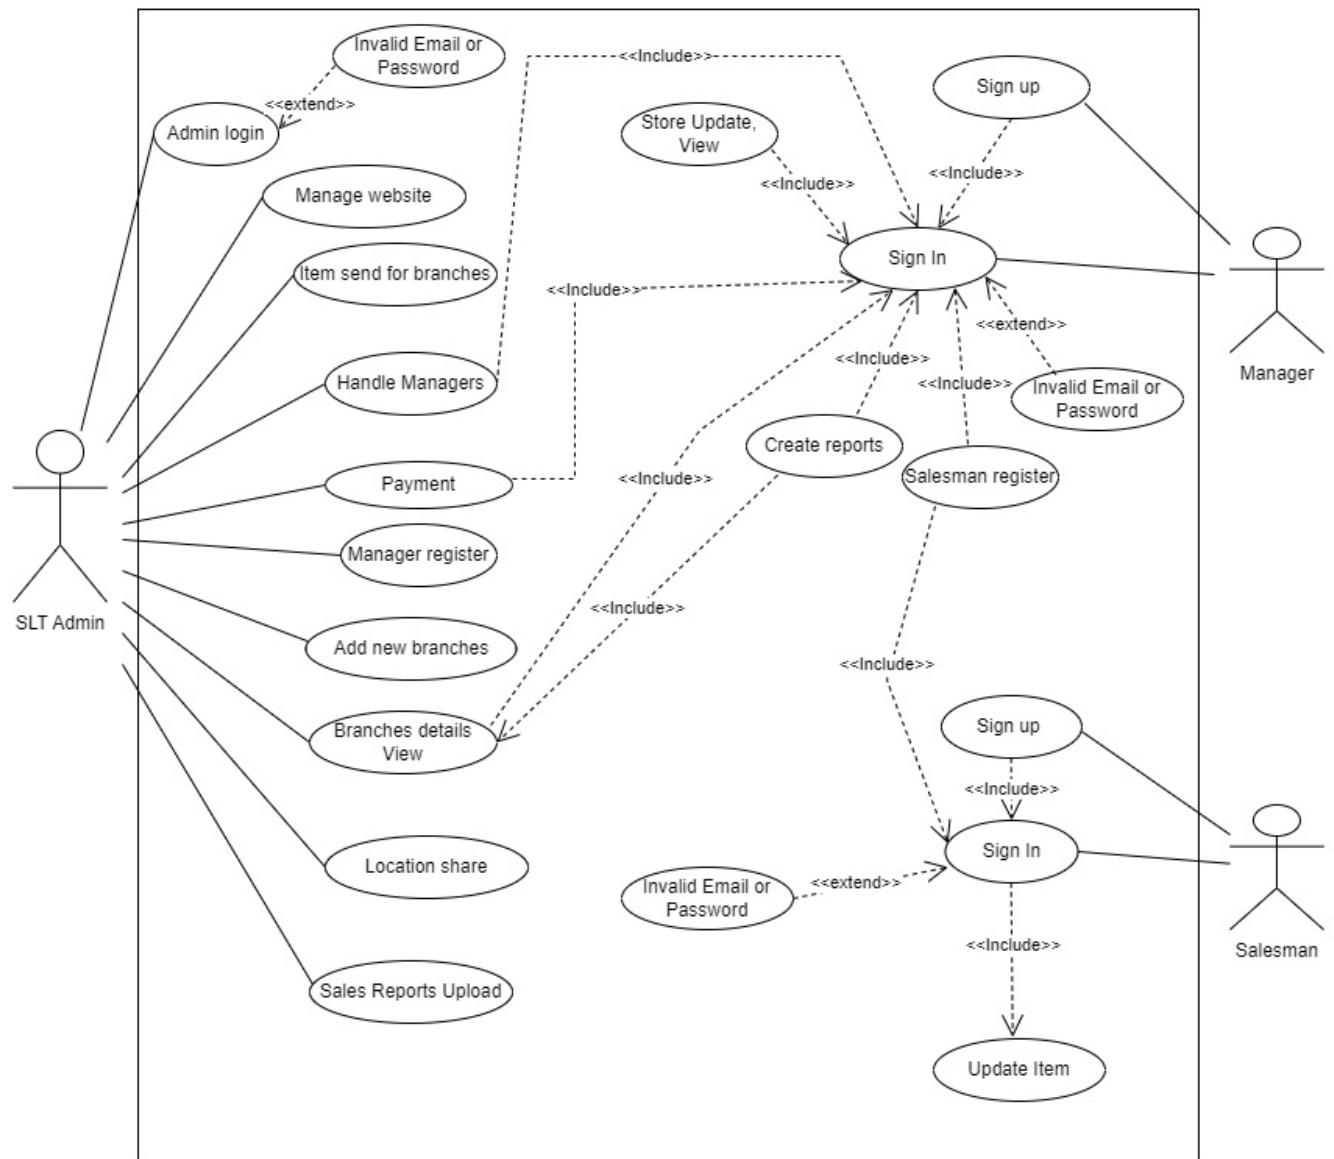 Invalid Email or
Password
<<extend>>
Admin login
Manage website
Item send for branches
Handle Managers
Payment
Manager register
Add new branches
Branches details
View
Location share
Sales Reports Upload
SLT Admin
<<Include>>
Store Update,
View
<<Include>>
Sign up
<<Include>>
Sign In
<<Include>>
<<extend>>
Invalid Email or
Password
<<Include>>
<<Include>>
Create reports
Salesman register
<<Include>>
<<Include>>
<<Include>>
Manager
Sign up
<<Include>>
Sign In
Invalid Email or
Password
<<extend>>
<<Include>>
Update Item
Salesman